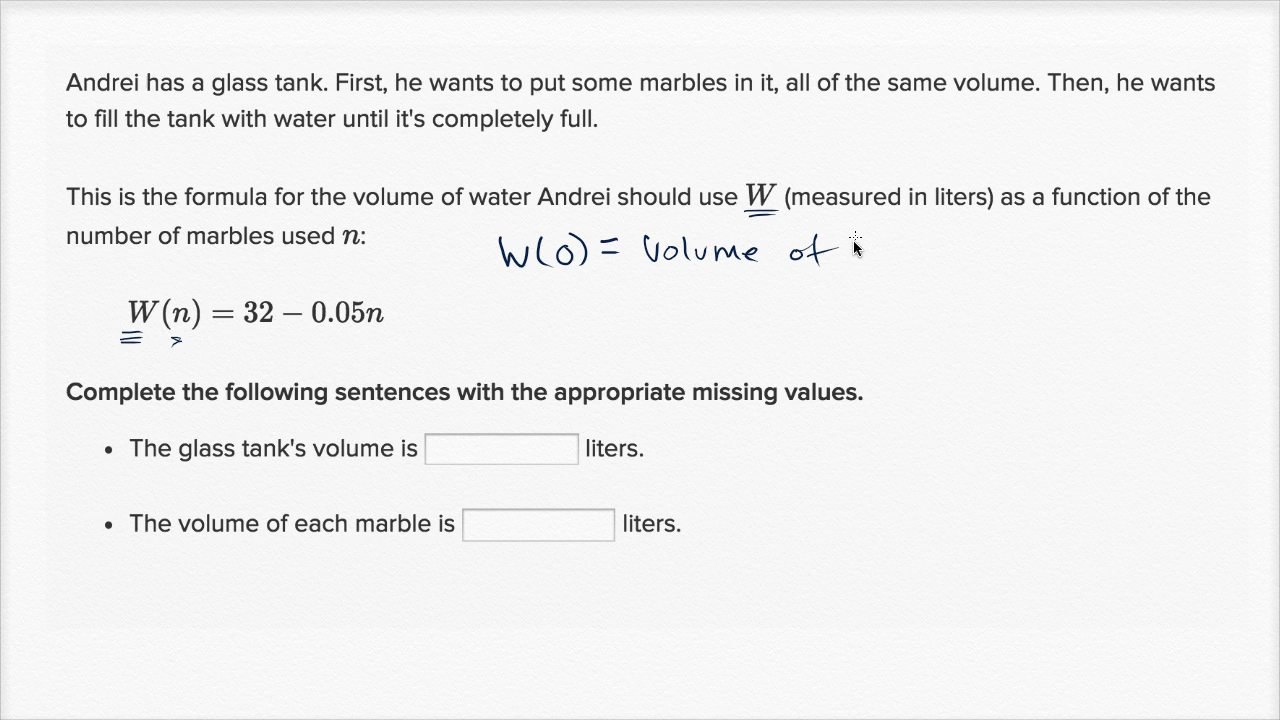 Andrei has a glass tank. First, he wants to put some marbles in it, all of the same volume. Then, he wants
to fill the tank with water until it's completely full.
This is the formula for the volume of water Andrei should use W (measured in liters) as a function of the
number of marbles used n:
W(0) = Volume of
W(n) = 32 – 0.05n
Complete the following sentences with the appropriate missing values.
• The glass tank's volume is liters.
• The volume of each marble is liters.